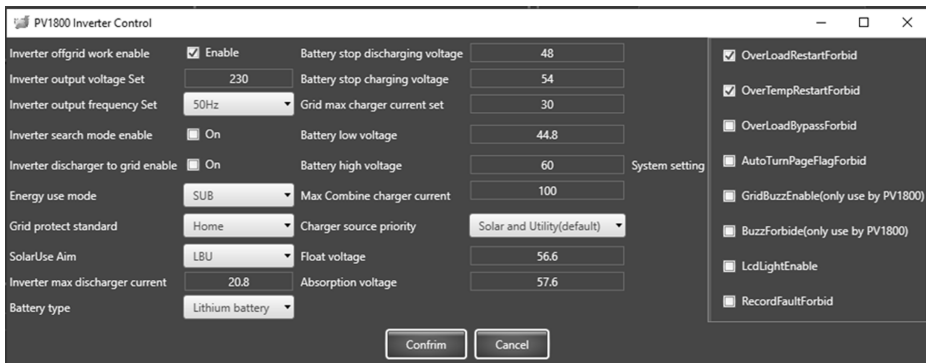 PV1800 Inverter Control
Inverter offgrid work enable Enable Battery stop discharging voltage 48
Inverter output voltage Set 230 Battery stop charging voltage 54
Inverter output frequency Set 50Hz Grid max charger current set 30
Inverter search mode enable On Battery low voltage 44.8
Inverter discharger to grid enable On Battery high voltage 60
Energy use mode SUB Max Combine charger current 100
Grid protect standard Home Charger source priority Solar and Utility(default)
SolarUse Aim LBU Float voltage 56.6
Inverter max discharger current 20.8 Absorption voltage 57.6
Battery type Lithium battery
System setting
OverLoadRestartForbid
OverTempRestartForbid
OverLoadBypassForbid
AutoTurnPageFlagForbid
GridBuzzEnable(only use by PV1800)
BuzzForbide(only use by PV1800)
LcdLightEnable
RecordFaultForbid
Confrim Cancel